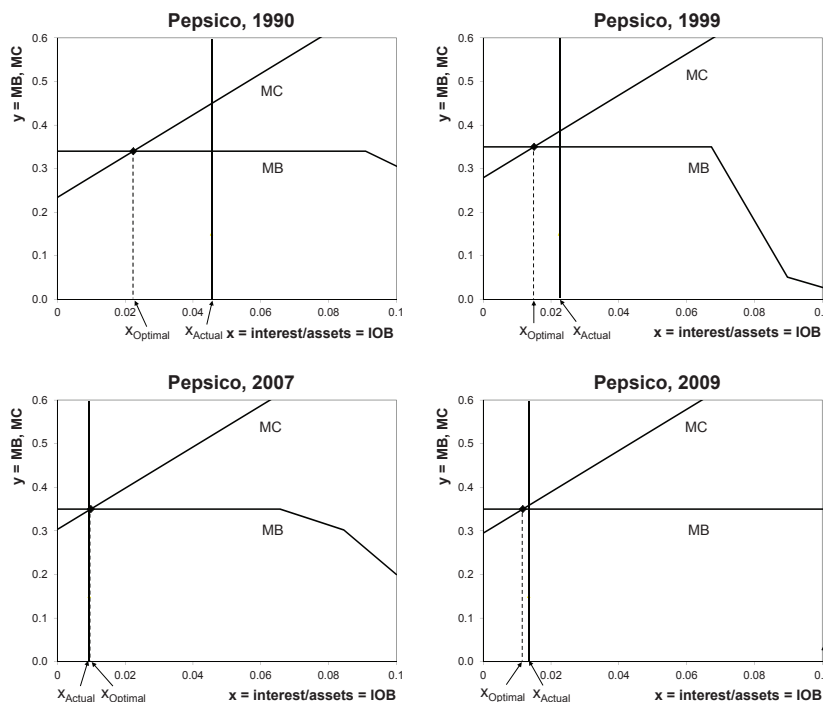 Pepsico, 1990
y = MB, MC
0.6
0.5
0.4
0.3
0.2
0.1
0.0
MC
MB
0 0.02 0.04 0.06 0.08 0.1
xOptimal xActual x = interest/assets = IOB
Pepsico, 1999
y = MB, MC
0.6
0.5
0.4
0.3
0.2
0.1
0.0
MC
MB
0 0.02 0.04 0.06 0.08 0.1
xOptimal xActual x = interest/assets = IOB
Pepsico, 2007
y = MB, MC
0.6
0.5
0.4
0.3
0.2
0.1
0.0
MC
MB
0 0.02 0.04 0.06 0.08 0.1
xActual xOptimal x = interest/assets = IOB
Pepsico, 2009
y = MB, MC
0.6
0.5
0.4
0.3
0.2
0.1
0.0
MC
MB
0 0.02 0.04 0.06 0.08 0.1
xOptimal xActual x = interest/assets = IOB